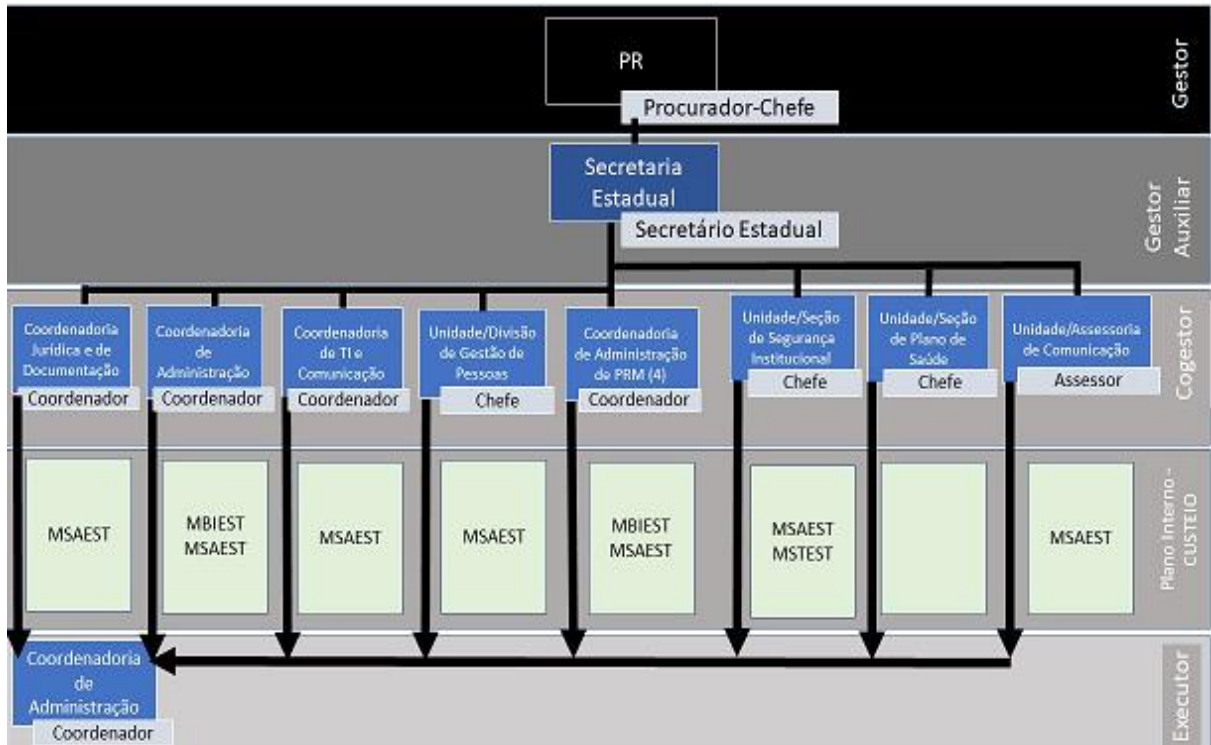 PR
Procurador-Chefe
Gestor
Secretaria
Estadual
Secretário Estadual
Gestor
Auxiliar
Coordenadoria
Jurídica e de
Documentação
Coordenador
Coordenadoria
de
Administração
Coordenador
Coordenadoria
de TI e
Comunicação
Coordenador
Unidade/Divisão
de Gestão de
Pessoas
Chefe
Coordenadoria
de Administração
de PRM (4)
Coordenador
Unidade/Seção
de Segurança
Institucional
Chefe
Unidade/Seção
de Plano de
Saúde
Chefe
Unidade/Assessoria
de Comunicação
Assessor
Cogestor
MSAEST
MBIEST
MSAEST
MSAEST
MSAEST
MBIEST
MSAEST
MSAEST
MSTEST
MSAEST
Plano Interno –
CUSTEIO
Coordenadoria
de
Administração
Coordenador
Executor